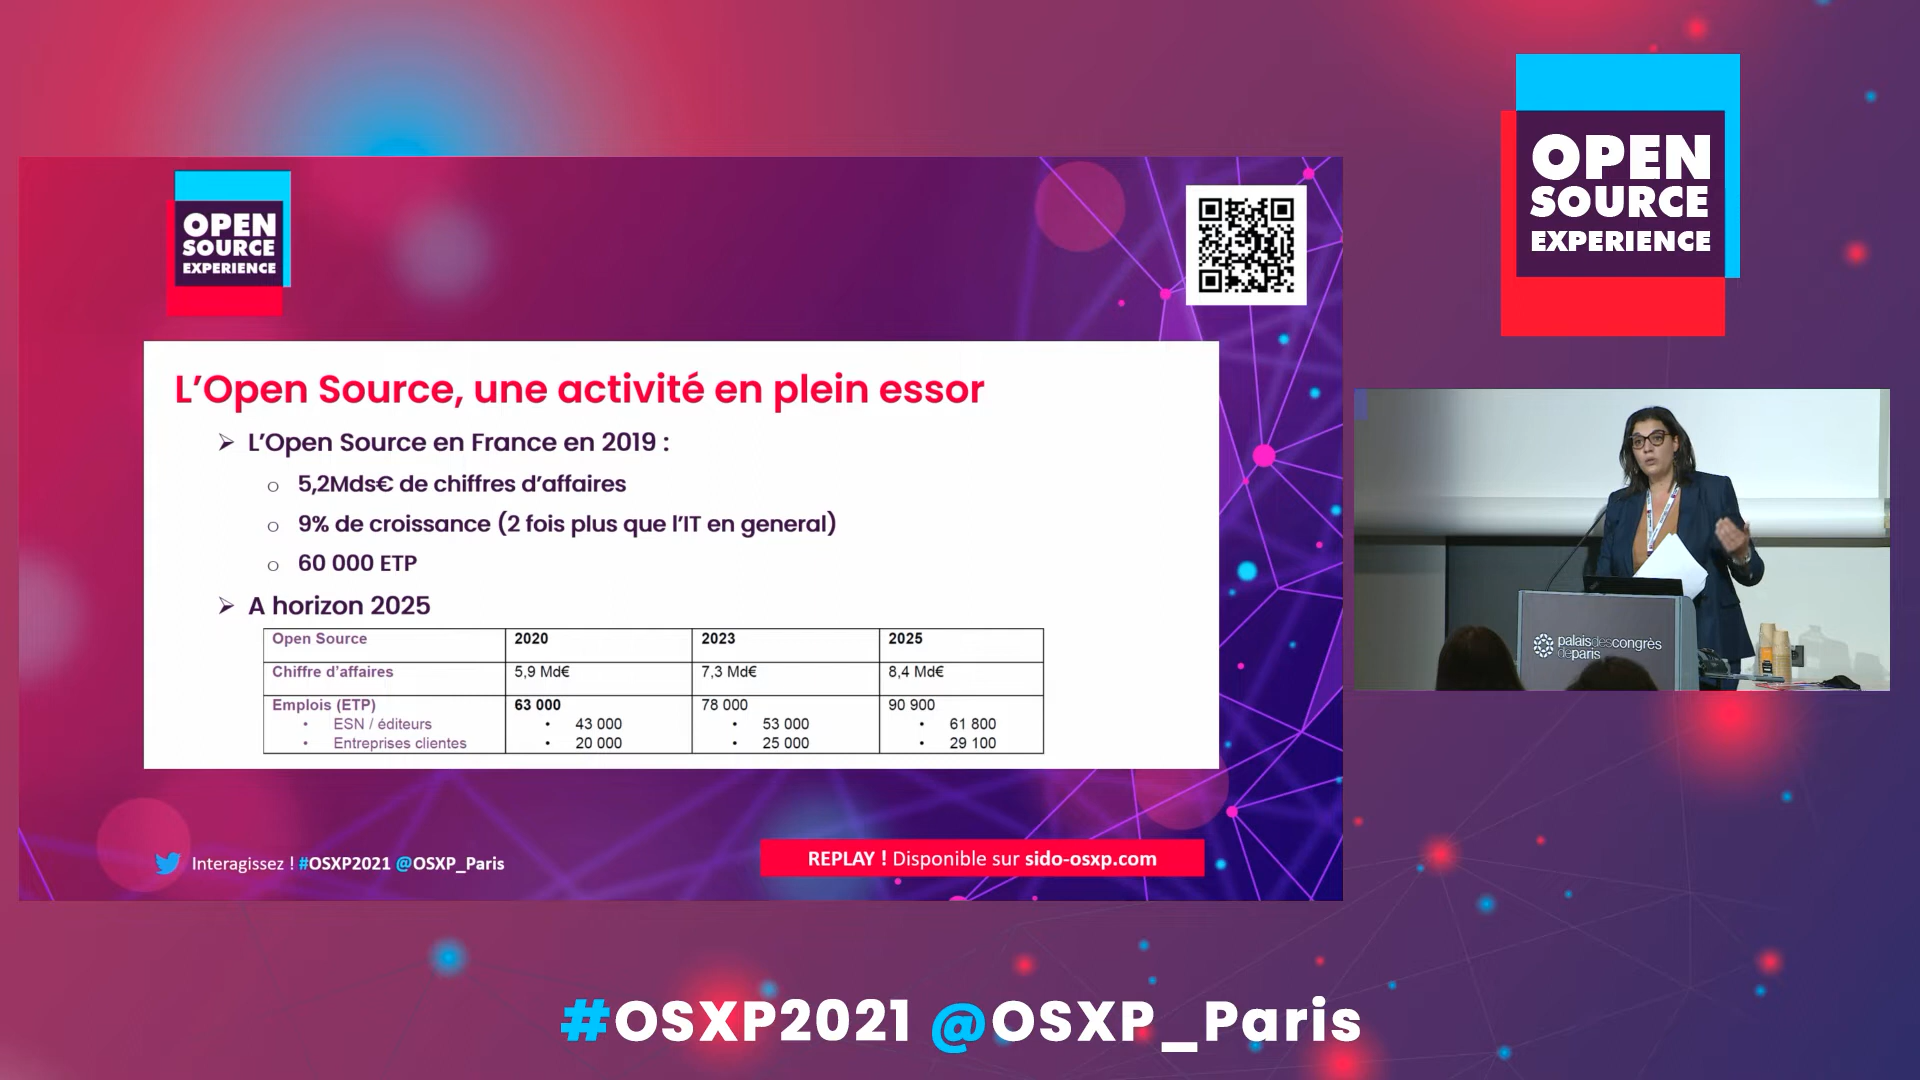 OPEN
SOURCE
EXPERIENCE
OPEN
SOURCE
EXPERIENCE
L'Open Source, une activité en plein essor
➢ L'Open Source en France en 2019 :
o 5,2Mds€ de chiffres d'affaires
o 9% de croissance (2 fois plus que l'IT en general)
o 60 000 ETP
➢ A horizon 2025
Open Source 2020 2023 2025
Chiffre d'affaires 5,9 Md€ 7,3 Md€ 8,4 Md€
Emplois (ETP) 63 000 78 000 90 900
• ESN / éditeurs • 43 000 • 53 000 • 61 800
• Entreprises clientes • 20 000 • 25 000 • 29 100
palaisdescongrès
deparis
Interagissez ! #OSXP2021 @OSXP_Paris
REPLAY ! Disponible sur sido-osxp.com
#OSXP2021 @OSXP_Paris